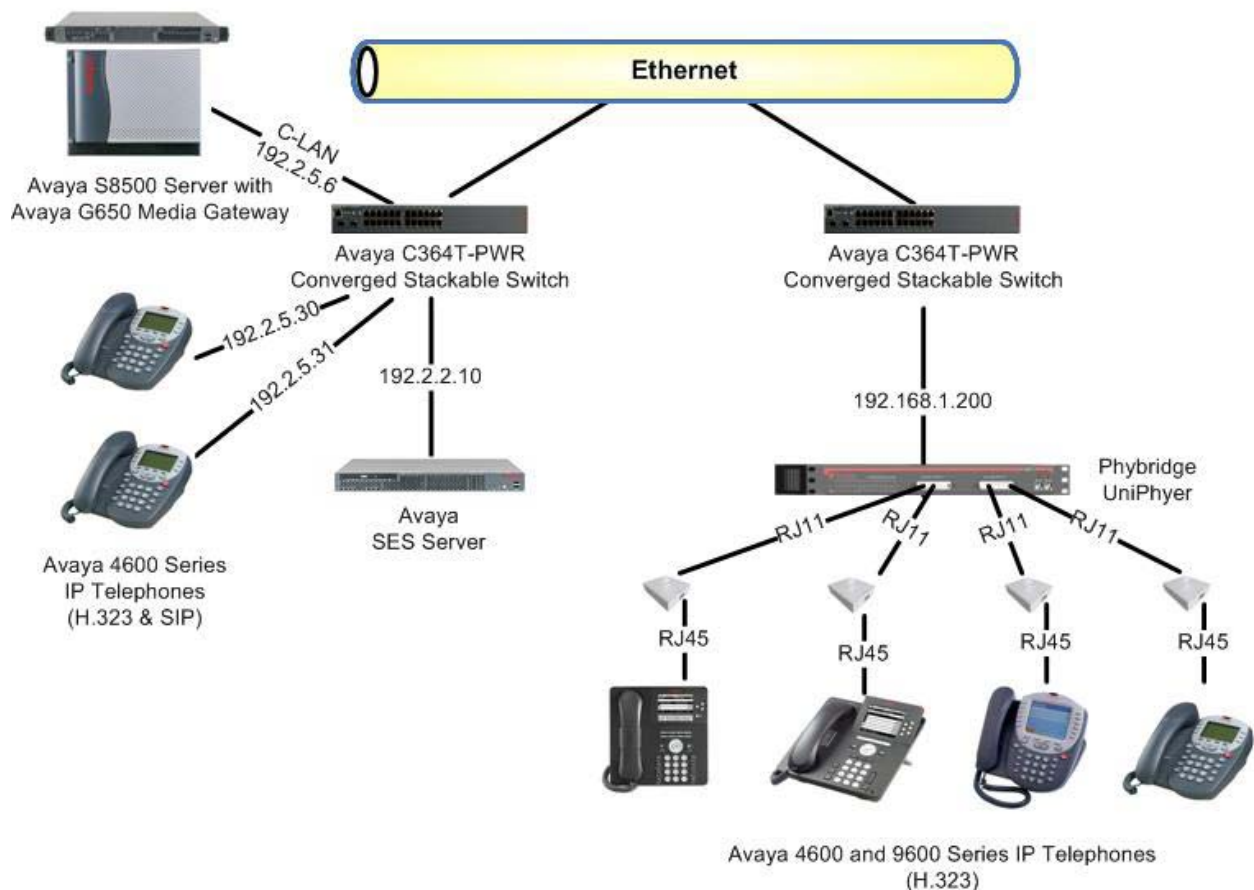 Ethernet
C-LAN
192.2.5.6
Avaya S8500 Server with
Avaya G650 Media Gateway
Avaya C364T-PWR
Converged Stackable Switch
Avaya C364T-PWR
Converged Stackable Switch
192.2.5.30
192.2.5.31
192.2.2.10
192.168.1.200
Avaya
SES Server
Phybridge
UniPhyer
Avaya 4600 Series
IP Telephones
(H.323 & SIP)
RJ11
RJ11
RJ11
RJ11
RJ45
RJ45
RJ45
RJ45
Avaya 4600 and 9600 Series IP Telephones
(H.323)